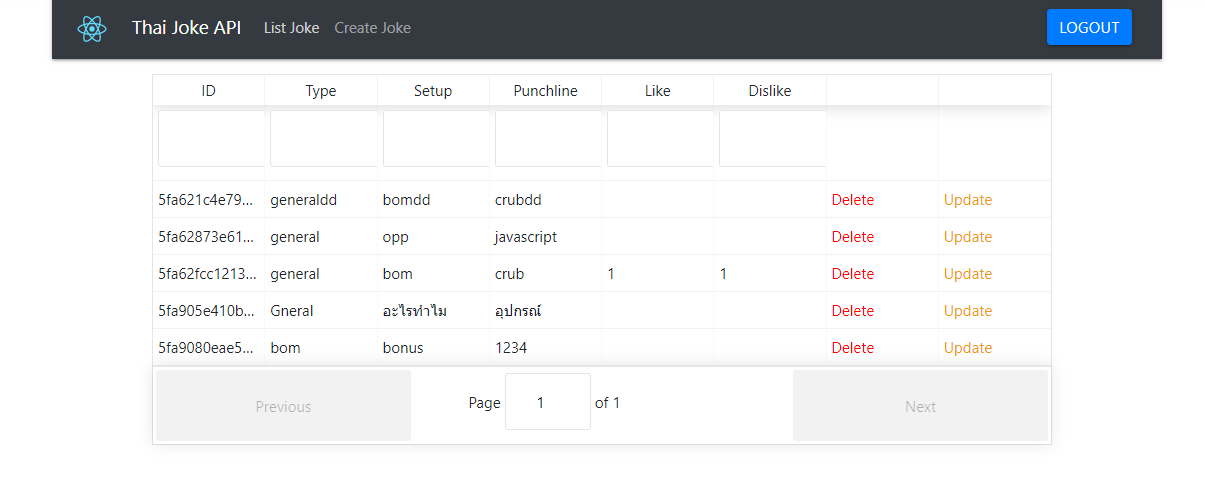 Thai Joke API List Joke Create Joke LOGOUT
ID Type Setup Punchline Like Dislike
5fa621c4e79... generaldd bomdd crubdd Delete Update
5fa62873e61... general opp javascript Delete Update
5fa62fcc1213... general bom crub 1 1 Delete Update
5fa905e410b... Gneral อะไรทำไม อุปกรณ์ Delete Update
5fa9080eae5... bom bonus 1234 Delete Update
Previous Page 1 of 1 Next